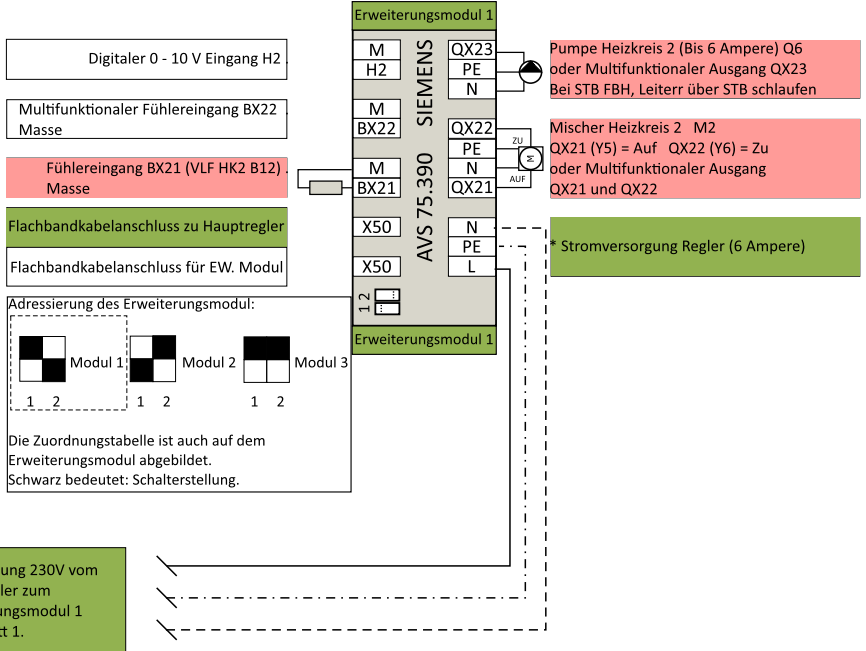 Erweiterungsmodul 1
Digitaler 0 - 10 V Eingang H2 .
Multifunktionaler Fühlereingang BX22 .
Masse
Fühlereingang BX21 (VLF HK2 B12) .
Masse
Flachbandkabelanschluss zu Hauptregler
Flachbandkabelanschluss für EW. Modul
M
H2
M
BX22
M
BX21
X50
X50
1 2
SIEMENS
AVS 75.390
QX23
PE
N
QX22
PE
N
QX21
N
PE
L
ZU
M
AUF
Pumpe Heizkreis 2 (Bis 6 Ampere) Q6
oder Multifunktionaler Ausgang QX23
Bei STB FBH, Leiterr über STB schlaufen
Mischer Heizkreis 2   M2
QX21 (Y5) = Auf   QX22 (Y6) = Zu
oder Multifunktionaler Ausgang
QX21 und QX22
* Stromversorgung Regler (6 Ampere)
Erweiterungsmodul 1
Adressierung des Erweiterungsmodul:
Modul 1
Modul 2
Modul 3
1 2
1 2
1 2
Die Zuordnungstabelle ist auch auf dem
Erweiterungsmodul abgebildet.
Schwarz bedeutet: Schalterstellung.
ung 230V vom
ler zum
ungsmodul 1
tt 1.